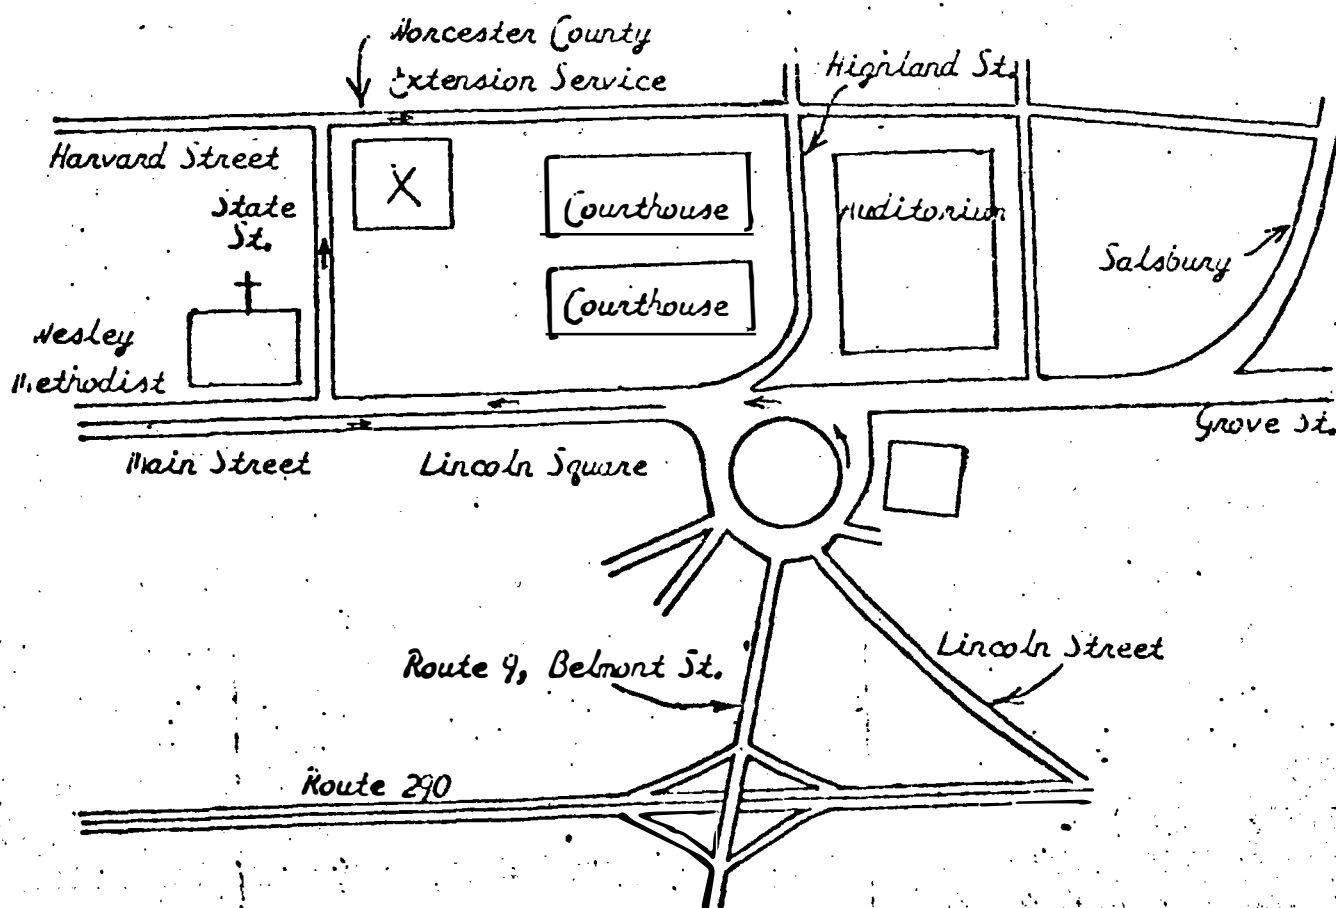 Worcester County
Extension Service
Highland St.
Harvard Street
State
St.
X
Courthouse
Auditorium
Courthouse
Salsbury
Wesley
Methodist
Grove St.
Main Street
Lincoln Square
Route 9, Belmont St.
Lincoln Street
Route 290